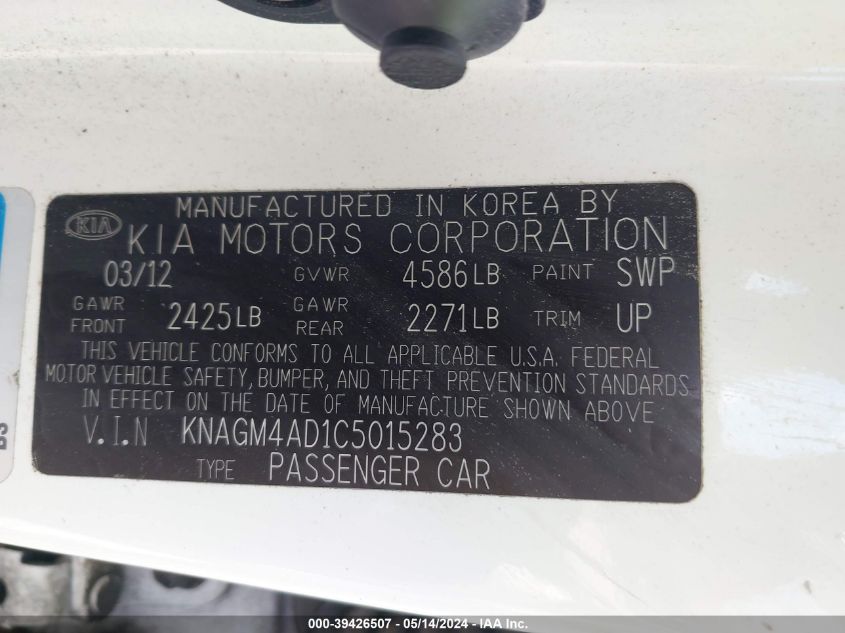 MANUFACTURED IN KOREA BY
KIA KIA MOTORS CORPORATION
03/12 GVWR 4586LB PAINT SWP
GAWR FRONT 2425LB GAWR REAR 2271LB TRIM UP
THIS VEHICLE CONFORMS TO ALL APPLICABLE U.S.A. FEDERAL
MOTOR VEHICLE SAFETY, BUMPER, AND THEFT PREVENTION STANDARDS
IN EFFECT ON THE DATE OF MANUFACTURE SHOWN ABOVE
V.I.N KNAGM4AD1C5015283
TYPE PASSENGER CAR
000-39426507 - 05/14/2024 - IAA Inc.